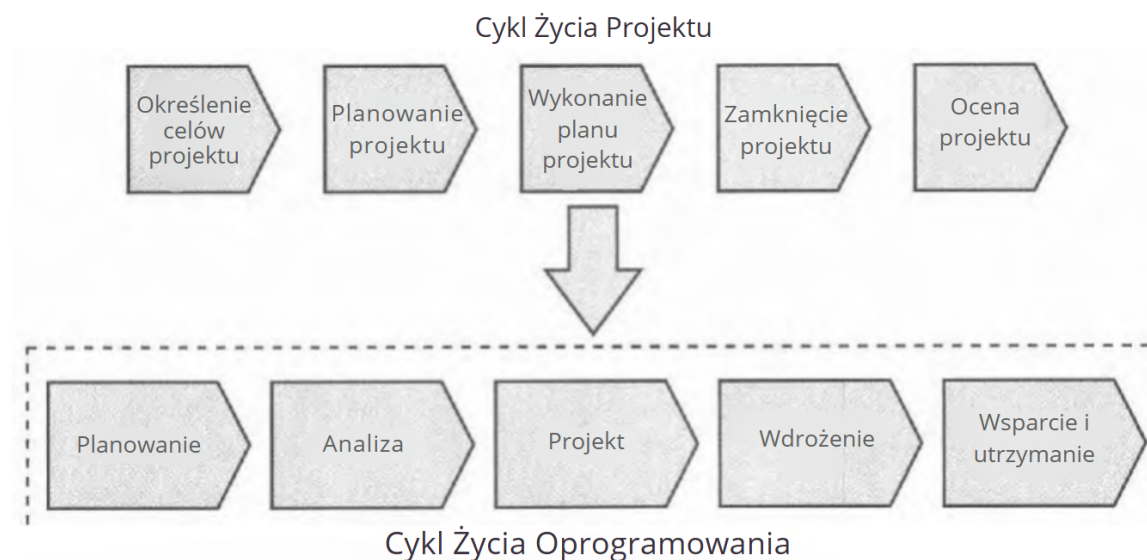 Cykl Życia Projektu
Określenie
celów
projektu
Planowanie
projektu
Wykonanie
planu
projektu
Zamknięcie
projektu
Ocena
projektu
Planowanie
Analiza
Projekt
Wdrożenie
Wsparcie i
utrzymanie
Cykl Życia Oprogramowania